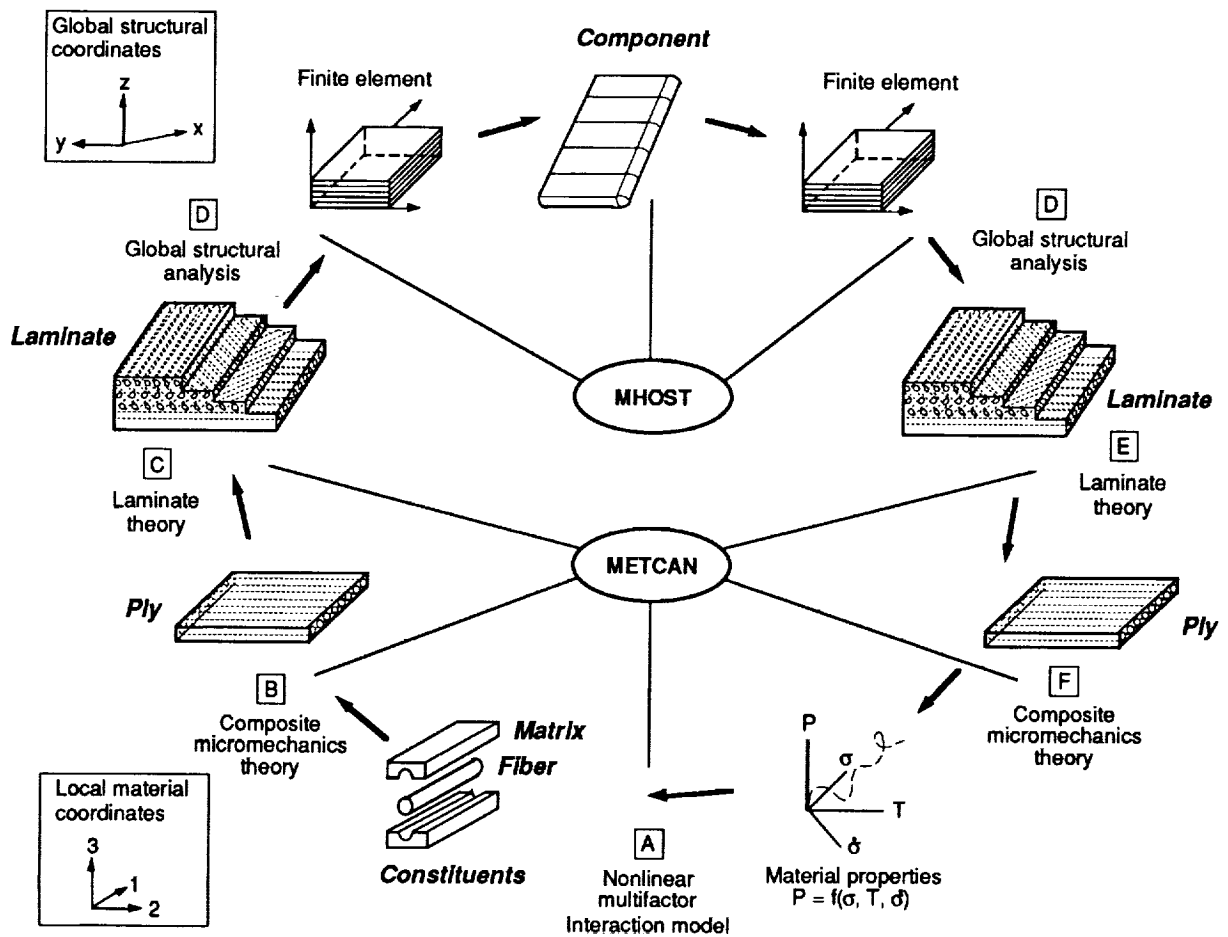 Global structural
coordinates
z
y
x
Component
Finite element
Finite element
D
Global structural
analysis
D
Global structural
analysis
Laminate
MHOST
Laminate
C
Laminate
theory
E
Laminate
theory
METCAN
Ply
Ply
B
Composite
micromechanics
theory
F
Composite
micromechanics
theory
Matrix
Fiber
Constituents
P
σ
T
σ̇
Local material
coordinates
3
1
2
A
Nonlinear
multifactor
Interaction model
Material properties
P = f(σ, T, σ̇)